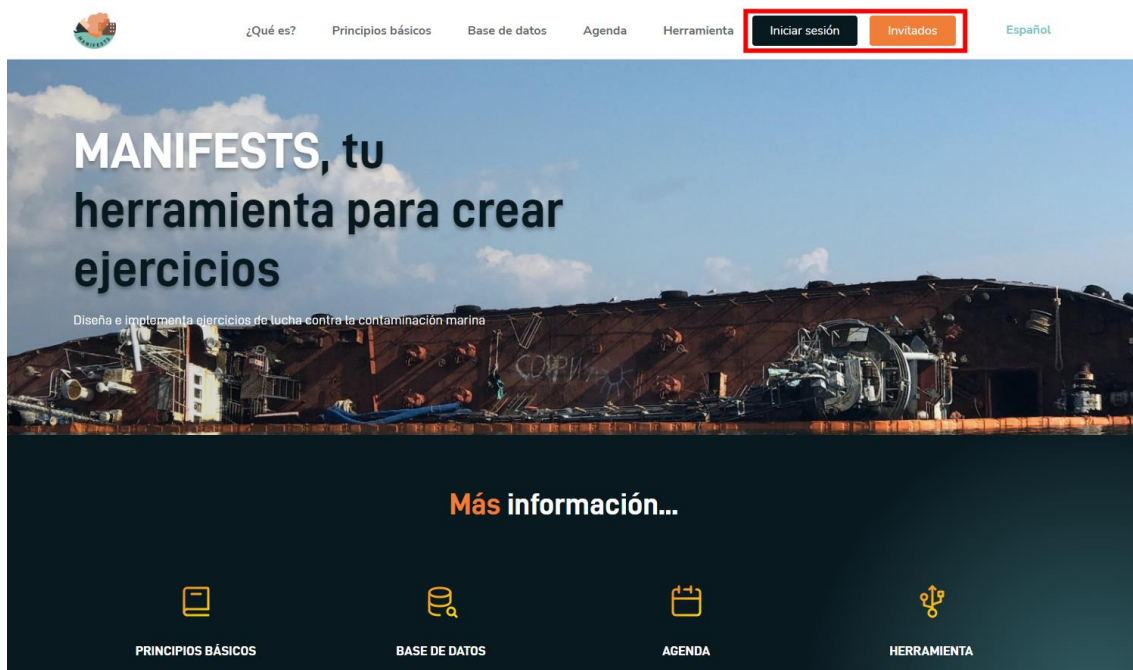 MANIFESTS
¿Qué es?
Principios básicos
Base de datos
Agenda
Herramienta
Iniciar sesión
Invitados
Español
MANIFESTS, tu
herramienta para crear
ejercicios
Diseña e implementa ejercicios de lucha contra la contaminación marina
Más información...
PRINCIPIOS BÁSICOS
BASE DE DATOS
AGENDA
HERRAMIENTA